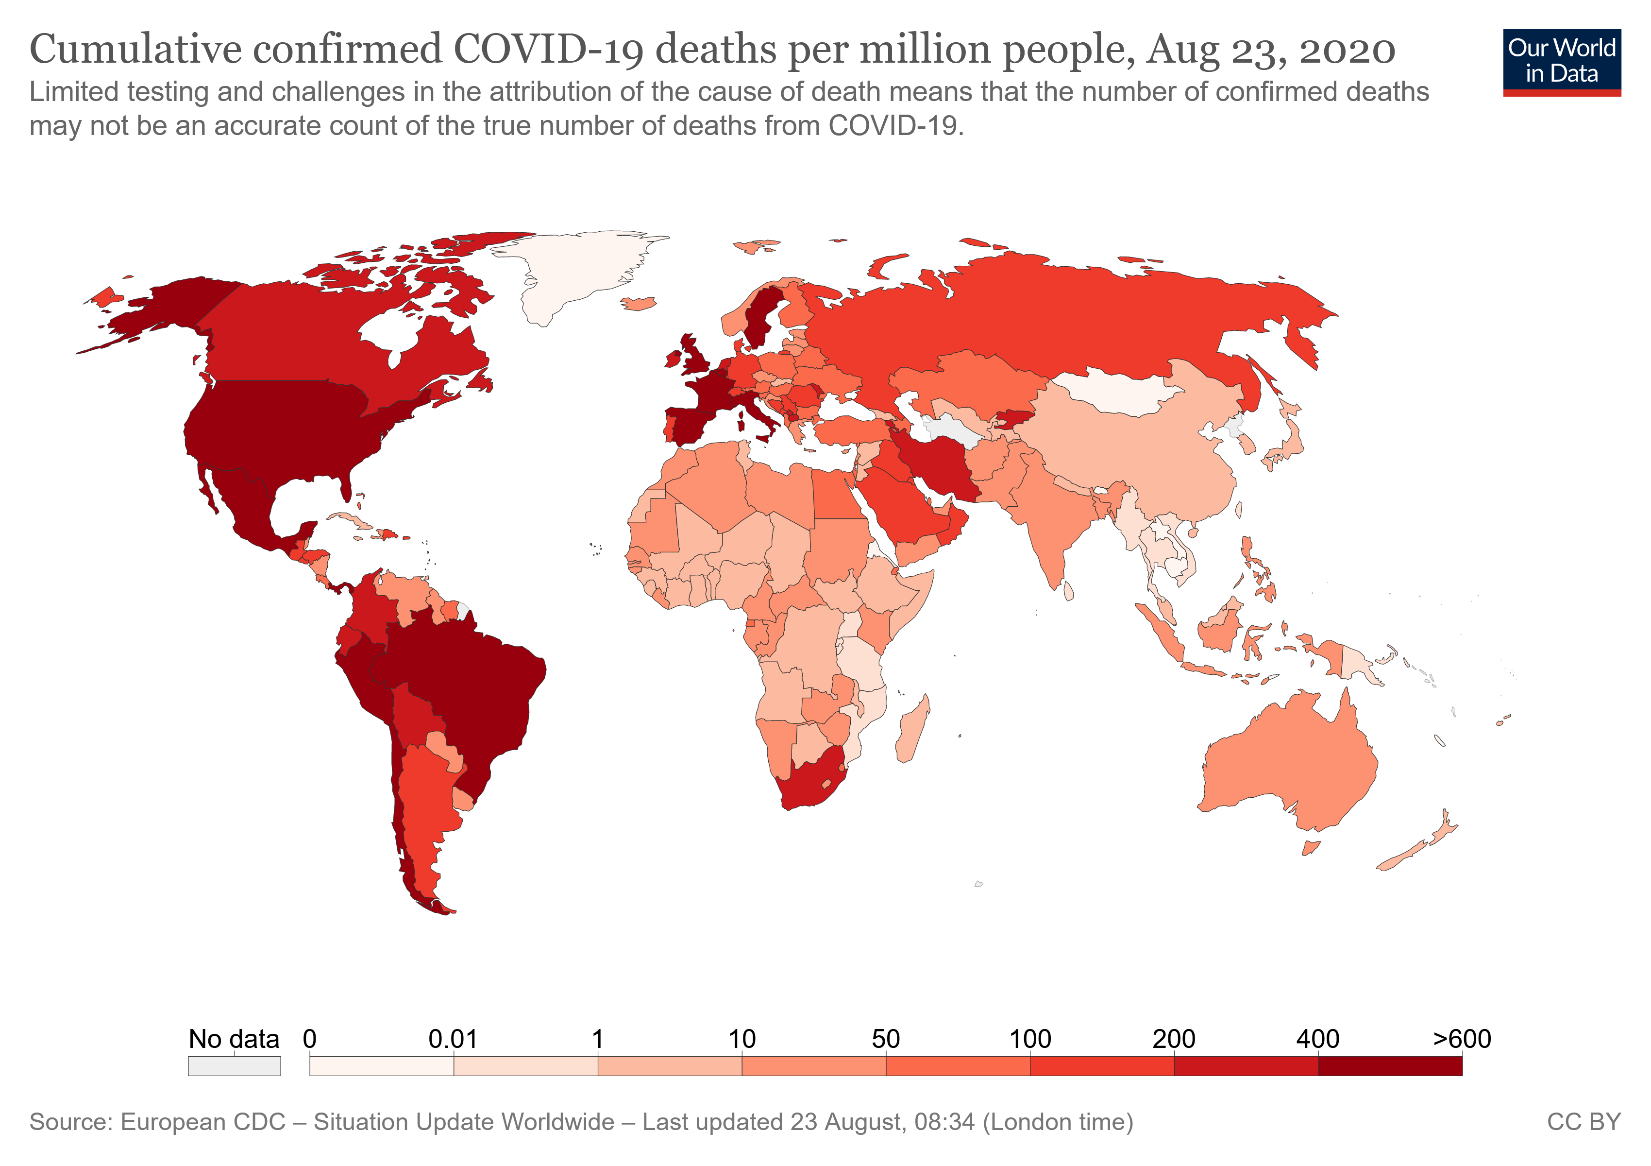 Cumulative confirmed COVID-19 deaths per million people, Aug 23, 2020
Our World
in Data
Limited testing and challenges in the attribution of the cause of death means that the number of confirmed deaths
may not be an accurate count of the true number of deaths from COVID-19.
No data 0 0.01 1 10 50 100 200 400 >600
Source: European CDC – Situation Update Worldwide – Last updated 23 August, 08:34 (London time)
CC BY